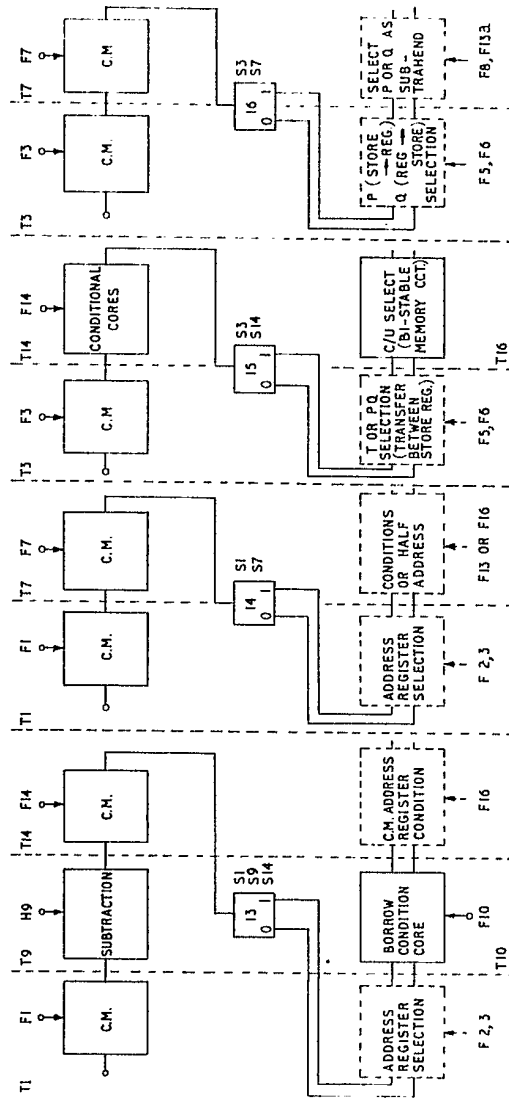 T1
F1
C.M.
T9
H9
SUBTRACTION
T14
F14
C.M.
13
0 1
S1
S9
S14
ADDRESS
REGISTER
SELECTION
F 2,3
BORROW
CONDITION
CORE
F10
T10
C.M. ADDRESS
REGISTER
CONDITION
F16
T1
F1
C.M.
T7
F7
C.M.
14
0 1
S1
S7
ADDRESS
REGISTER
SELECTION
F 2,3
CONDITIONS
OR HALF
ADDRESS
F13 OR F16
T3
F3
C.M.
T14
F14
CONDITIONAL
CORES
15
0 1
S3
S14
T OR PQ
SELECTION
(TRANSFER
BETWEEN
STORE REG.)
F5,F6
C/U SELECT
(BI-STABLE
MEMORY CCT.)
T16
T3
F3
C.M.
T7
F7
C.M
16
0 1
S3
S7
P (STORE
→ REG.)
Q (REG →
STORE)
SELECTION
F5,F6
SELECT
P OR Q AS
SUB-
TRAHEND
F8, F13a